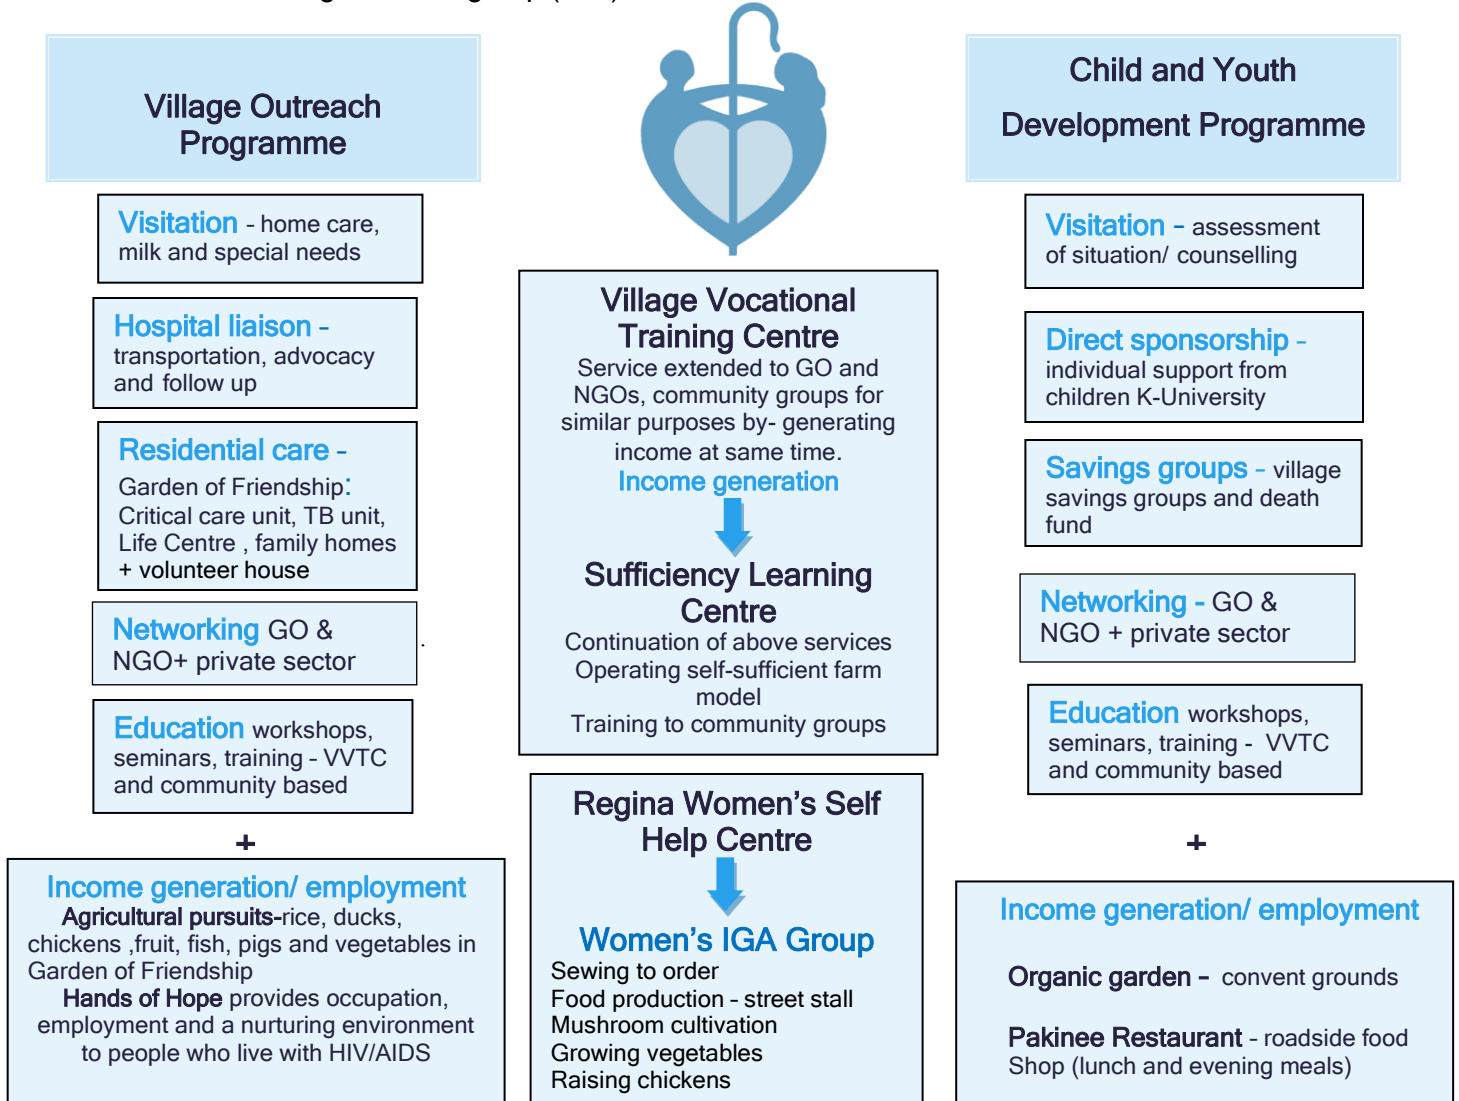 Village Outreach
Programme
Visitation - home care,
milk and special needs
Hospital liaison -
transportation, advocacy
and follow up
Residential care -
Garden of Friendship:
Critical care unit, TB unit,
Life Centre , family homes
+ volunteer house
Networking GO &
NGO+ private sector
.
Education workshops,
seminars, training - VVTC
and community based
+
Income generation/ employment
Agricultural pursuits-rice, ducks,
chickens ,fruit, fish, pigs and vegetables in
Garden of Friendship
Hands of Hope provides occupation,
employment and a nurturing environment
to people who live with HIV/AIDS
Village Vocational
Training Centre
Service extended to GO and
NGOs, community groups for
similar purposes by- generating
income at same time.
Income generation
Sufficiency Learning
Centre
Continuation of above services
Operating self-sufficient farm
model
Training to community groups
Regina Women's Self
Help Centre
Women's IGA Group
Sewing to order
Food production - street stall
Mushroom cultivation
Growing vegetables
Raising chickens
Child and Youth
Development Programme
Visitation - assessment
of situation/ counselling
Direct sponsorship -
individual support from
children K-University
Savings groups - village
savings groups and death
fund
Networking - GO &
NGO + private sector
Education workshops,
seminars, training - VVTC
and community based
+
Income generation/ employment
Organic garden - convent grounds
Pakinee Restaurant - roadside food
Shop (lunch and evening meals)